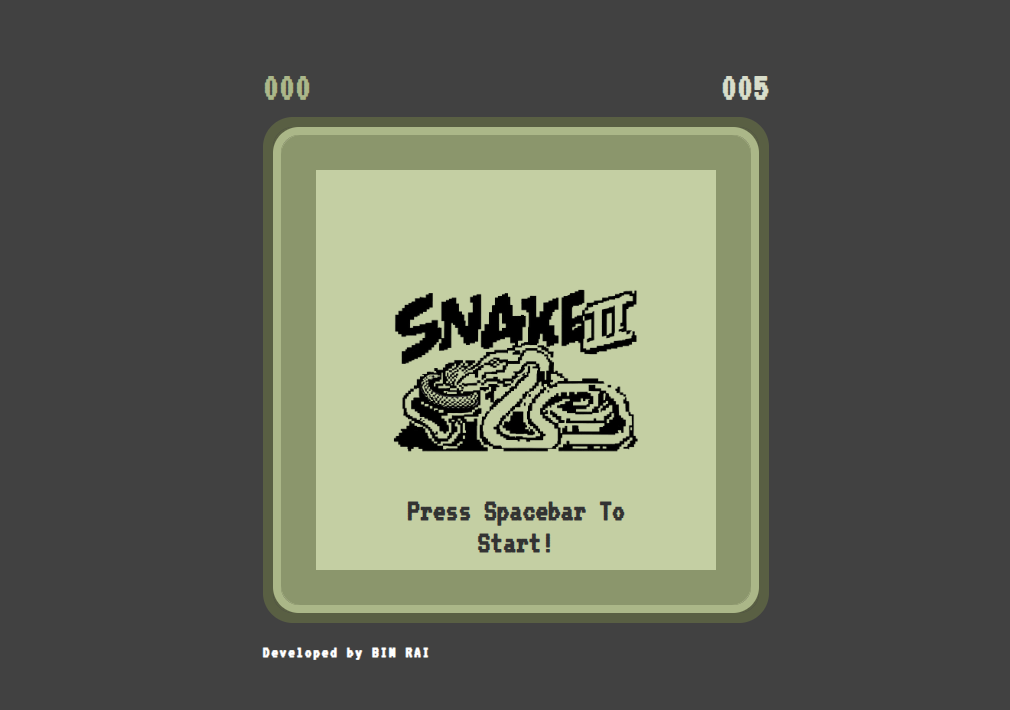 000
005
SNAKE II
Press Spacebar To
Start!
Developed by BIN RAI